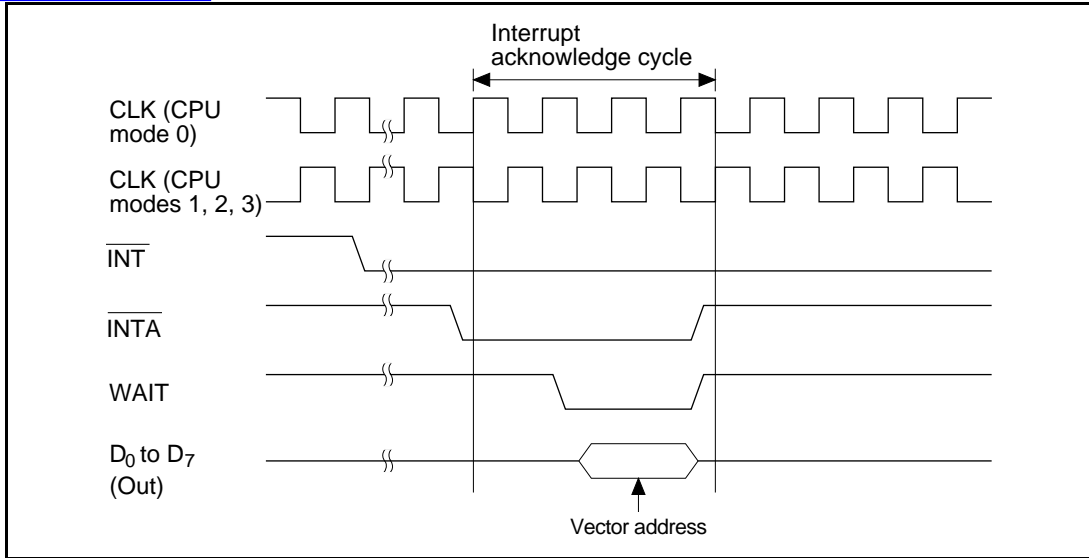 Interrupt
acknowledge cycle
CLK (CPU
mode 0)
CLK (CPU
modes 1, 2, 3)
INT
INTA
WAIT
D0 to D7
(Out)
Vector address